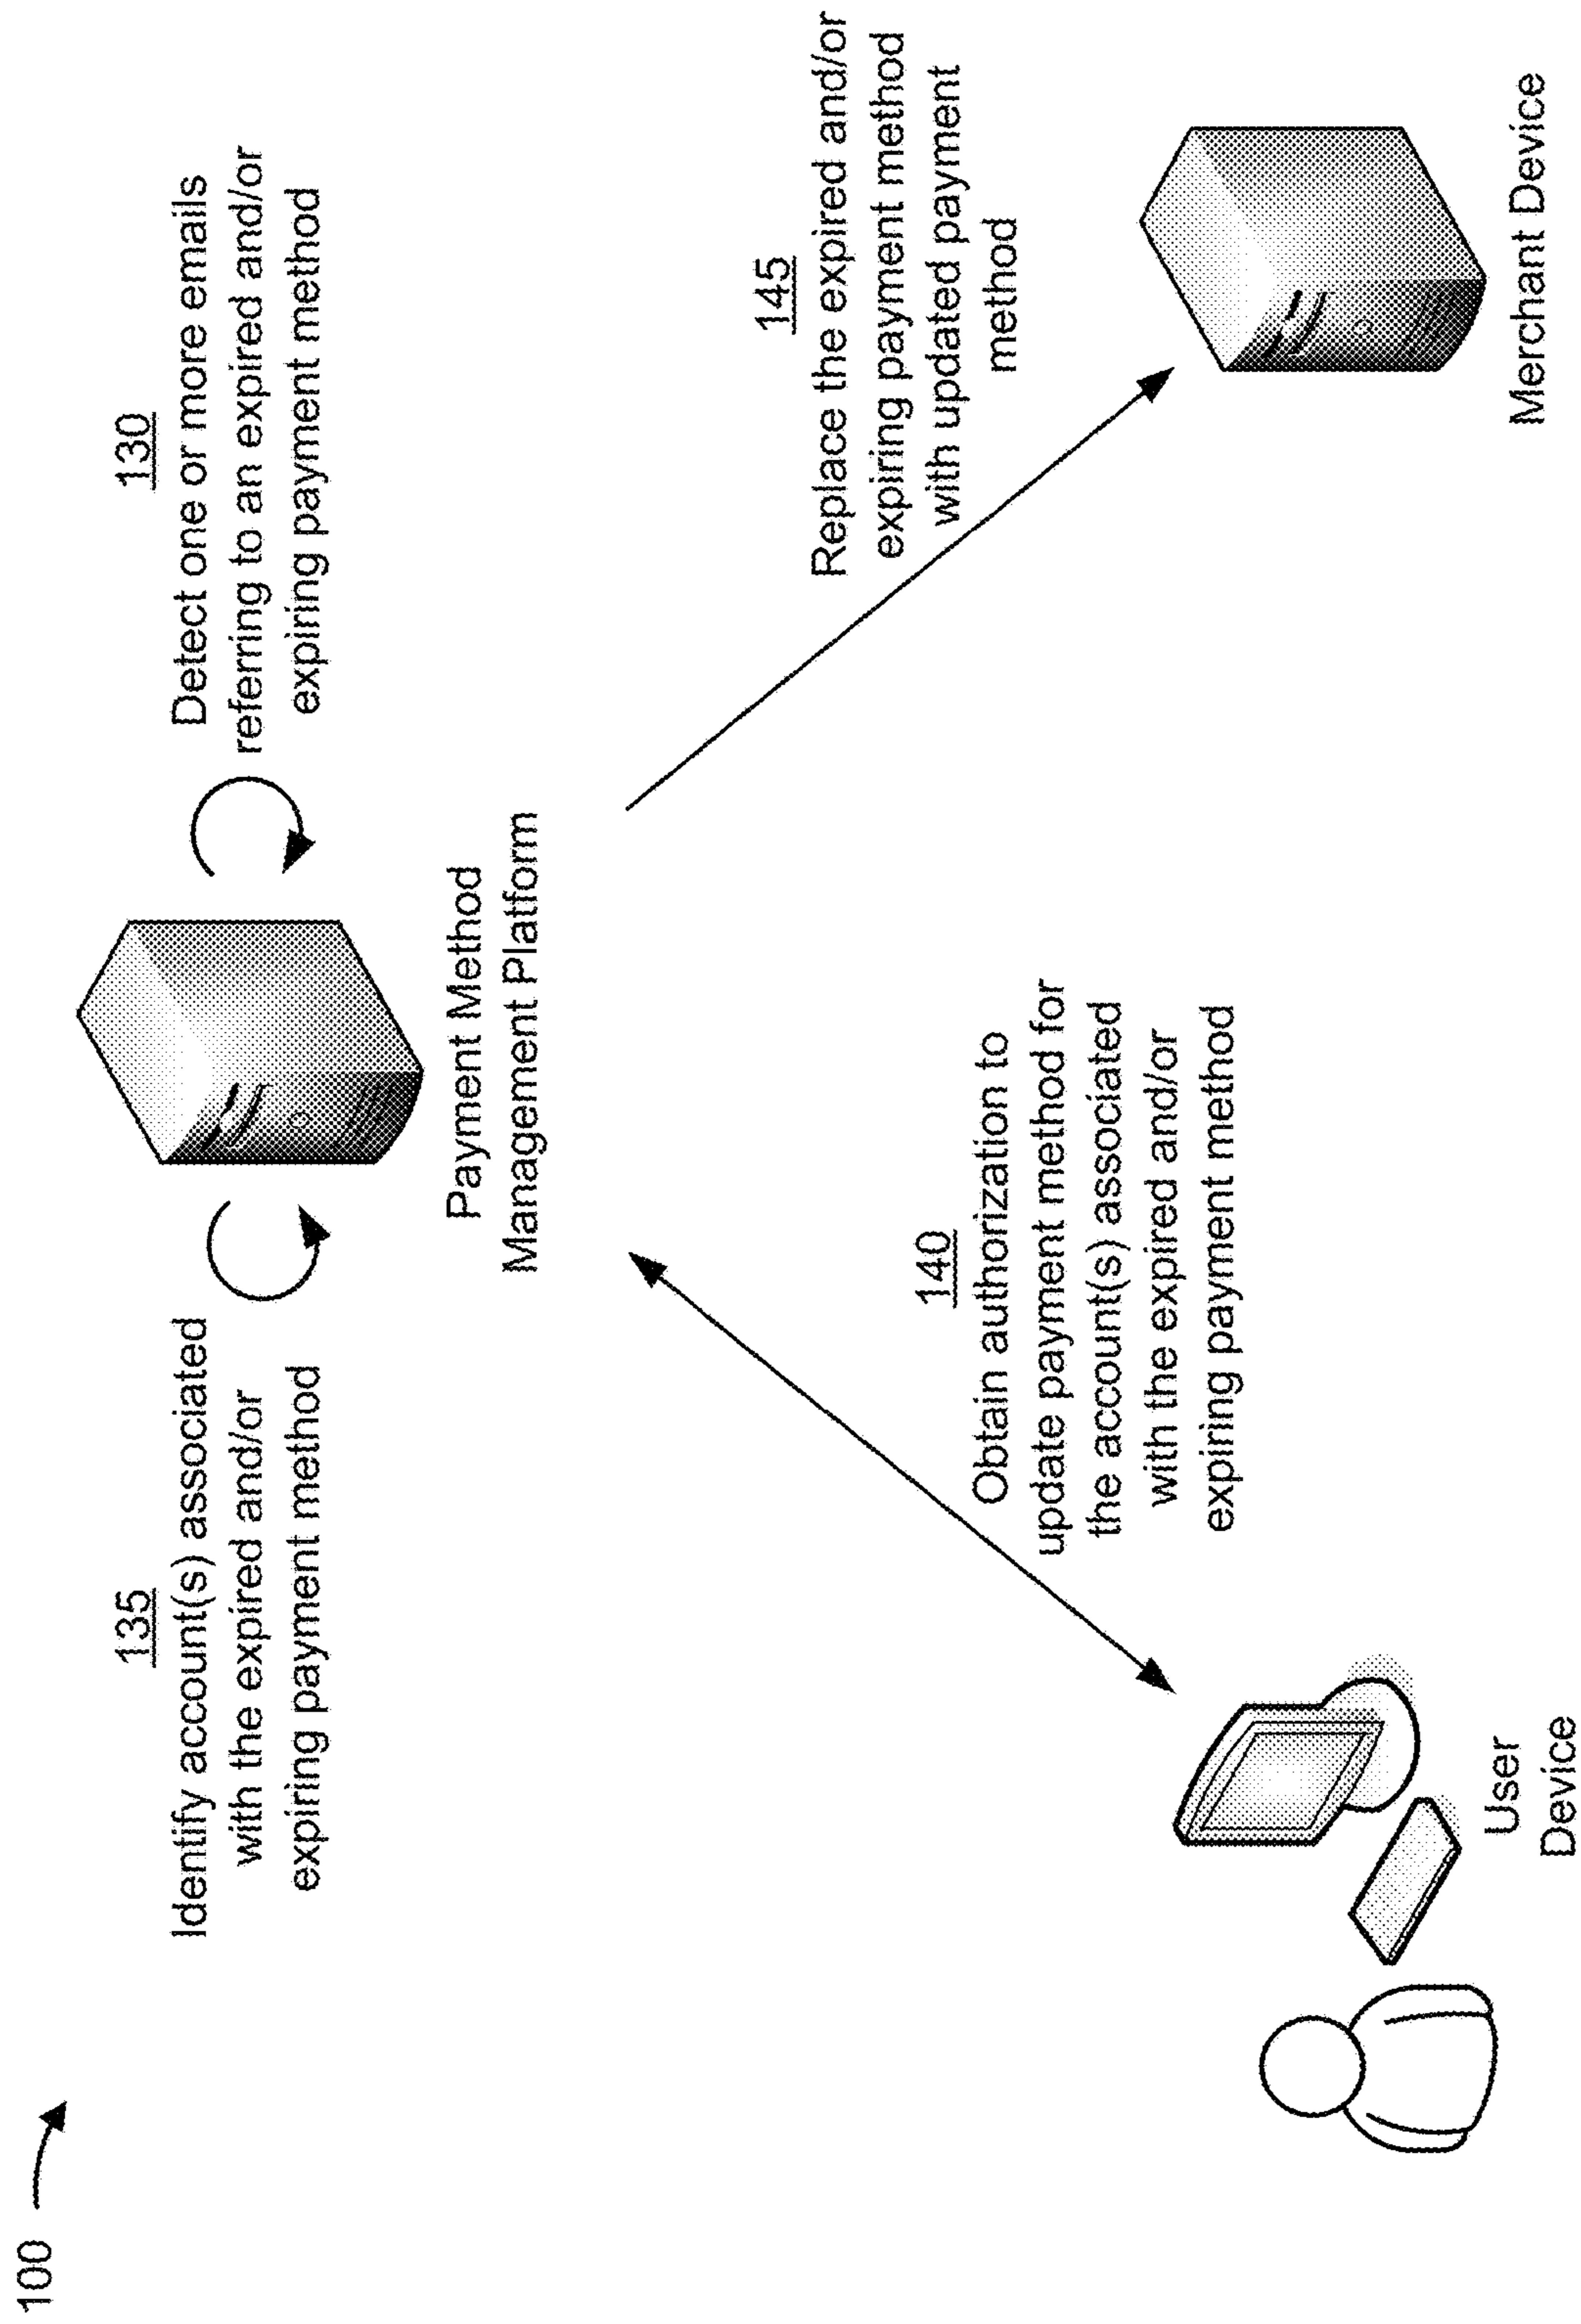 100
135
Identify account(s) associated
with the expired and/or
expiring payment method
130
Detect one or more emails
referring to an expired and/or
expiring payment method
Payment Method
Management Platform
140
Obtain authorization to
update payment method for
the account(s) associated
with the expired and/or
expiring payment method
145
Replace the expired and/or
expiring payment method
with updated payment
method
User
Device
Merchant Device